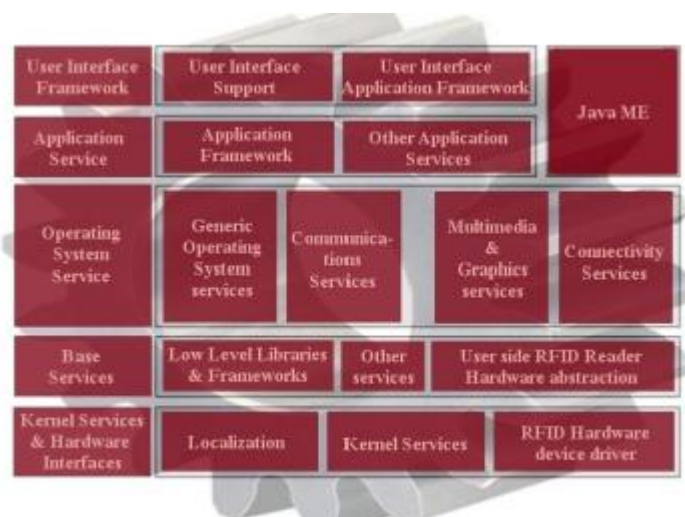 User Interface
Framework
User Interface
Support
User Interface
Application Framework
Java ME
Application
Service
Application
Framework
Other Application
Services
Operating
System
Service
Generic
Operating
System
services
Communica-
tions
Services
Multimedia
&
Graphics
services
Connectivity
Services
Base
Services
Low Level Libraries
& Frameworks
Other
services
User side RFID Reader
Hardware abstraction
Kernel Services
& Hardware
Interfaces
Localization
Kernel Services
RFID Hardware
device driver